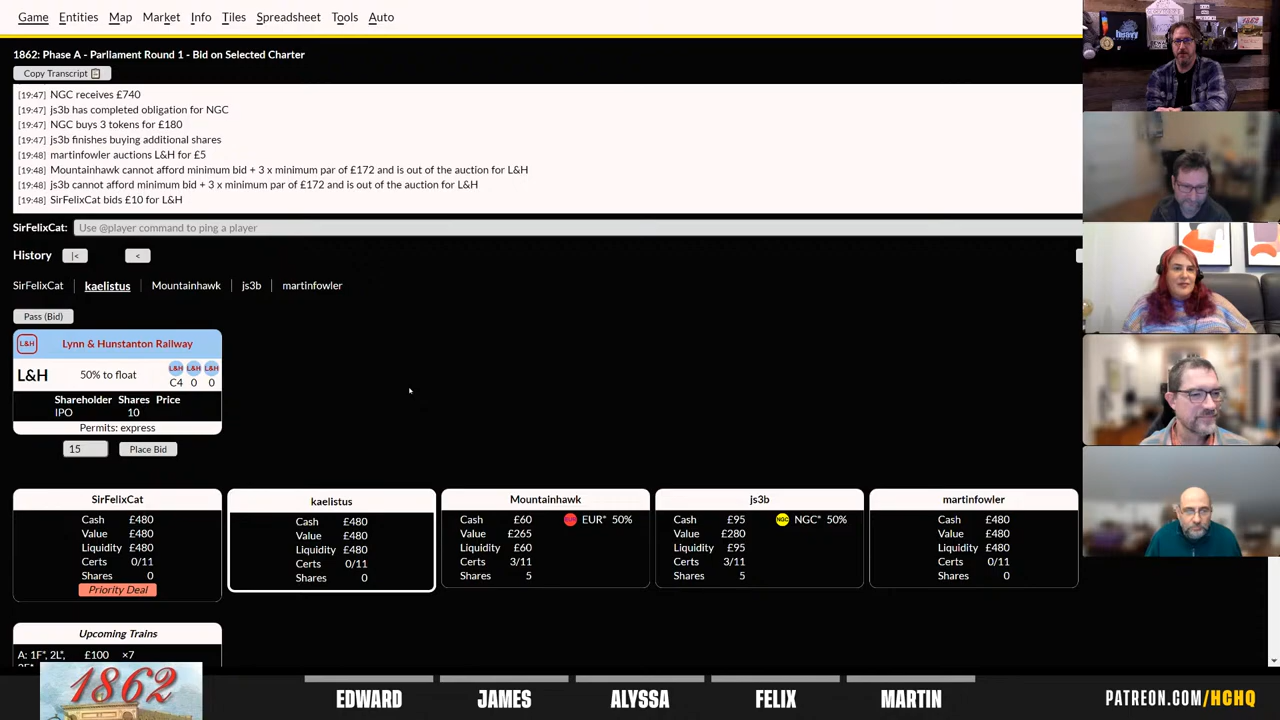 Game Entities Map Market Info Tiles Spreadsheet Tools Auto
1862: Phase A - Parliament Round 1 - Bid on Selected Charter
Copy Transcript
[19:47] NGC receives £740
[19:47] js3b has completed obligation for NGC
[19:47] NGC buys 3 tokens for £180
[19:47] js3b finishes buying additional shares
[19:48] martinfowler auctions L&H for £5
[19:48] Mountainhawk cannot afford minimum bid + 3 x minimum par of £172 and is out of the auction for L&H
[19:48] js3b cannot afford minimum bid + 3 x minimum par of £172 and is out of the auction for L&H
[19:48] SirFelixCat bids £10 for L&H
SirFelixCat: Use @player command to ping a player
History |< <
SirFelixCat kaelistus Mountainhawk js3b martinfowler
Pass (Bid)
L&H Lynn & Hunstanton Railway
L&H 50% to float L&H L&H L&H
C4 0 0
Shareholder Shares Price
IPO 10
Permits: express
15 Place Bid
SirFelixCat
Cash £480
Value £480
Liquidity £480
Certs 0/11
Shares 0
Priority Deal
kaelistus
Cash £480
Value £480
Liquidity £480
Certs 0/11
Shares 0
Mountainhawk
Cash £60 EUR* 50%
Value £265
Liquidity £60
Certs 3/11
Shares 5
js3b
Cash £95 NGC NGC* 50%
Value £280
Liquidity £95
Certs 3/11
Shares 5
martinfowler
Cash £480
Value £480
Liquidity £480
Certs 0/11
Shares 0
Upcoming Trains
A: 1F*, 2L*, £100 ×7
1862
EDWARD JAMES ALYSSA FELIX MARTIN
PATREON.COM/HCHQ
1862